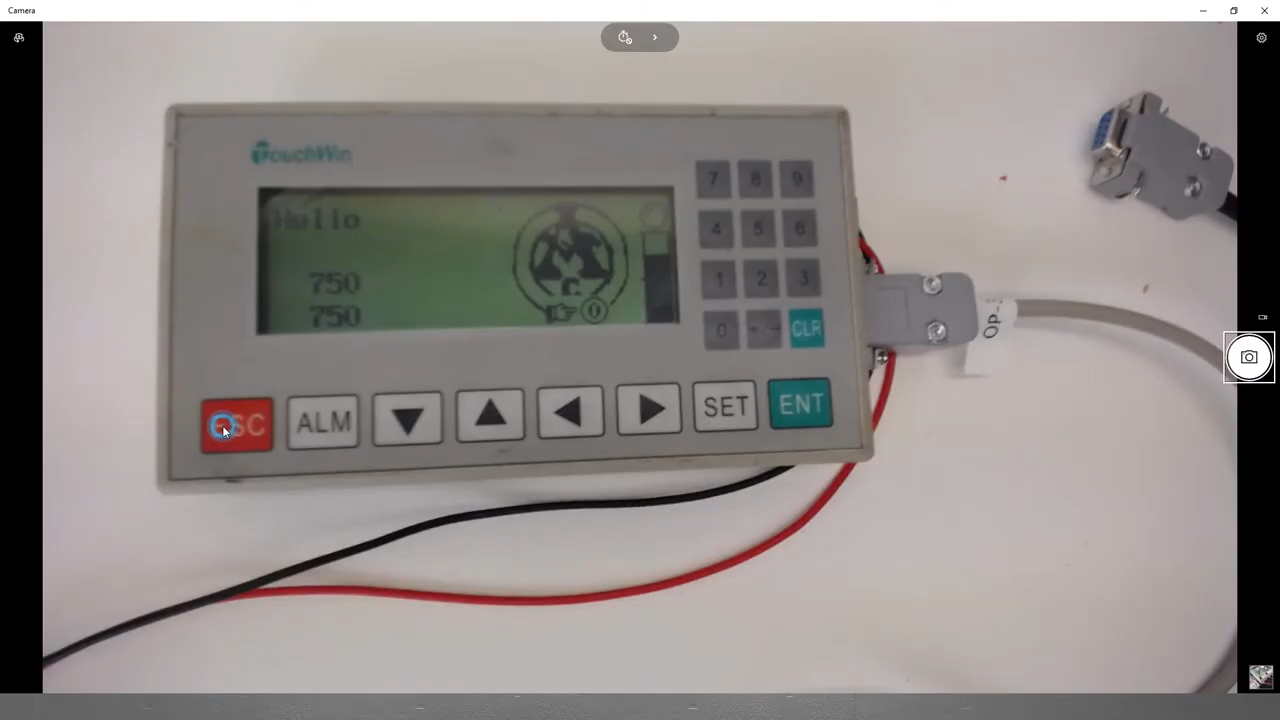 Camera
TouchWin
Hello
750
750
0
7 8 9
4 5 6
1 2 3
0 CLR
ESC ALM SET ENT